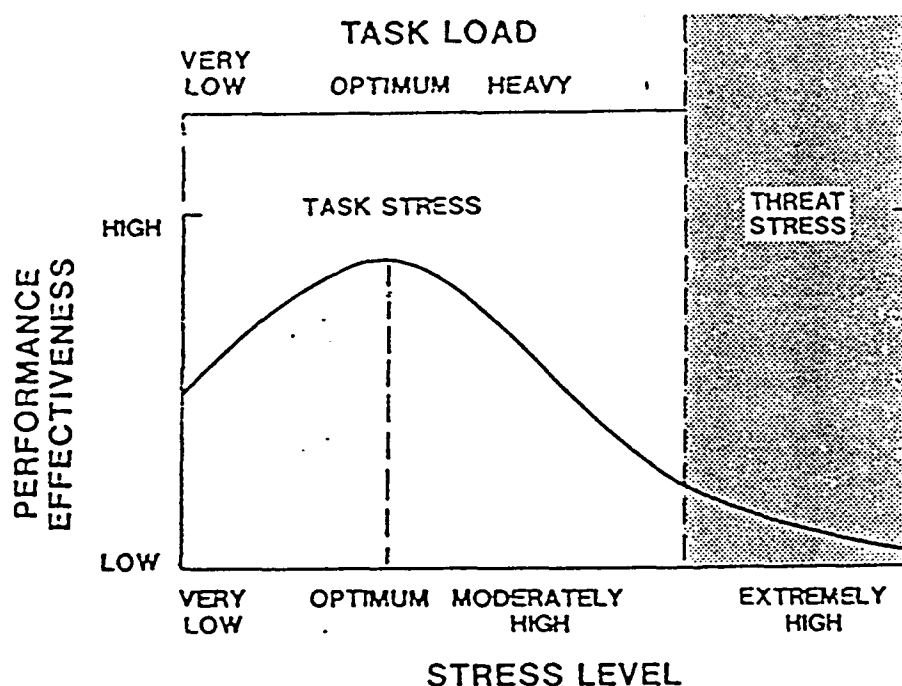 TASK LOAD
VERY
LOW
OPTIMUM
HEAVY
TASK STRESS
THREAT
STRESS
HIGH
PERFORMANCE
EFFECTIVENESS
LOW
VERY
LOW
OPTIMUM
MODERATELY
HIGH
EXTREMELY
HIGH
STRESS LEVEL